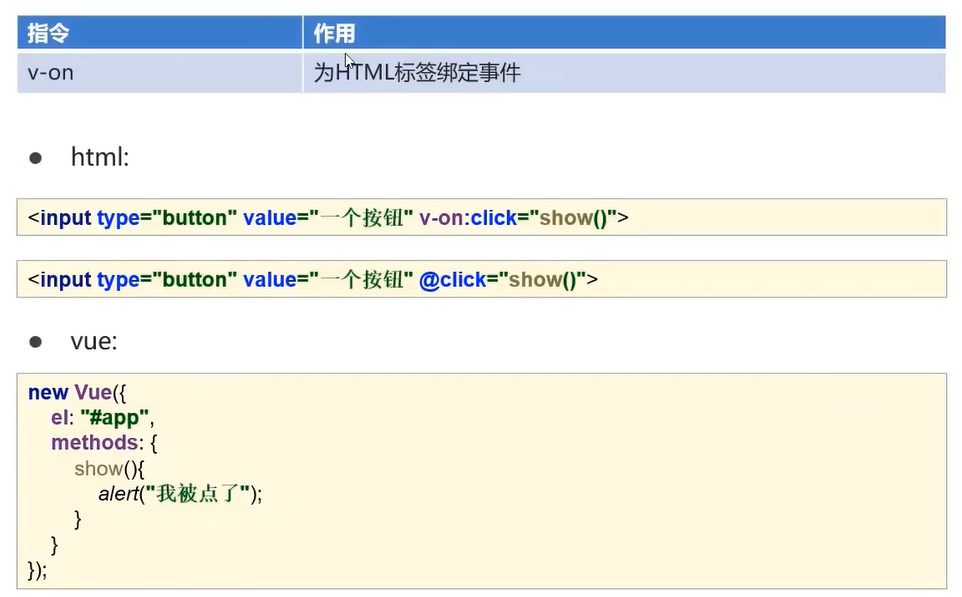 指令 作用
v-on 为HTML标签绑定事件
● html:
<input type="button" value="一个按钮" v-on:click="show()">
<input type="button" value="一个按钮" @click="show()">
● vue:
new Vue({
    el: "#app",
    methods: {
        show(){
            alert("我被点了");
        }
    }
});